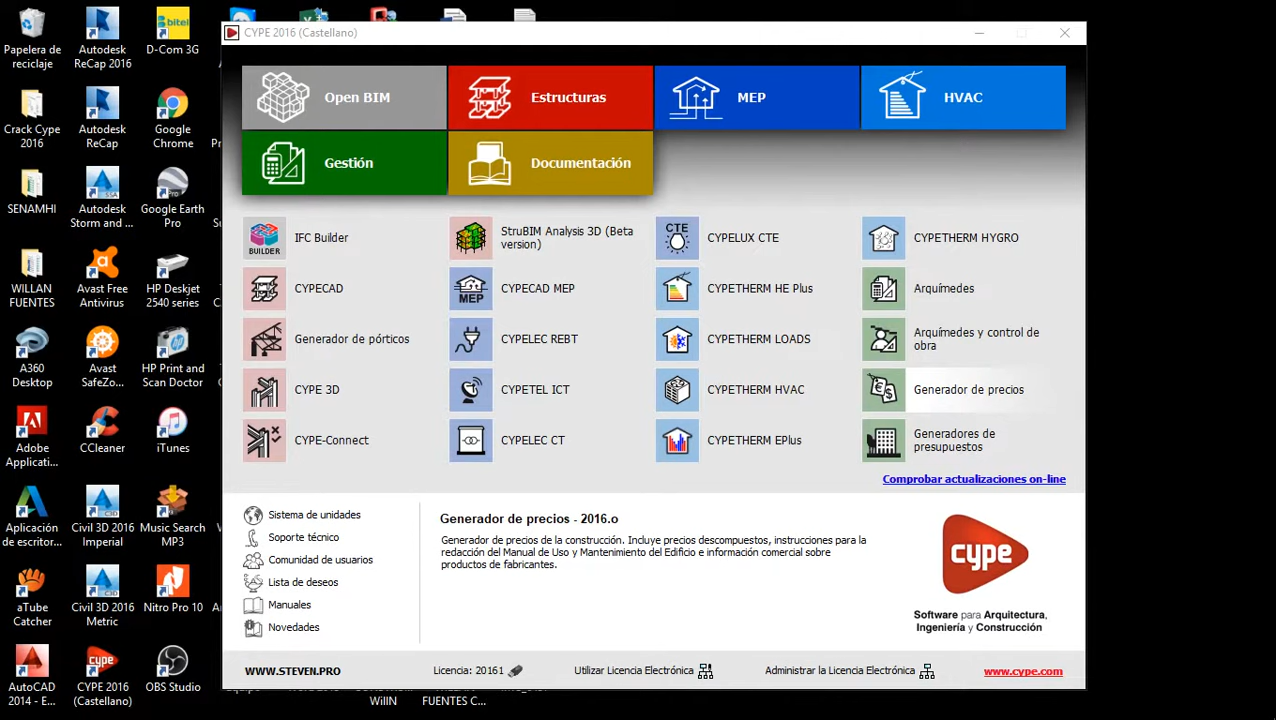 CYPE 2016 (Castellano)
Open BIM
Estructuras
MEP
HVAC
Gestión
Documentación
BUILDER
IFC Builder
StruBIM Analysis 3D (Beta
version)
CTE
CYPELUX CTE
CYPETHERM HYGRO
CYPECAD
MEP
CYPECAD MEP
CYPETHERM HE Plus
Arquímedes
Generador de pórticos
CYPELEC REBT
CYPETHERM LOADS
Arquímedes y control de
obra
CYPE 3D
CYPETEL ICT
CYPETHERM HVAC
Generador de precios
CYPE-Connect
CYPELEC CT
CYPETHERM EPlus
Generadores de
presupuestos
Comprobar actualizaciones on-line
Sistema de unidades
Soporte técnico
Comunidad de usuarios
Lista de deseos
Manuales
Novedades
Generador de precios - 2016.o
Generador de precios de la construcción. Incluye precios descompuestos, instrucciones para la
redacción del Manual de Uso y Mantenimiento del Edificio e información comercial sobre
productos de fabricantes.
cype
Software para Arquitectura,
Ingeniería y Construcción
WWW.STEVEN.PRO
Licencia: 20161
Utilizar Licencia Electrónica
Administrar la Licencia Electrónica
www.cype.com
Papelera de
reciclaje
Autodesk
ReCap 2016
bitel
D-Com 3G
Crack Cype
2016
Autodesk
ReCap
Google
Chrome
SENAMHI
SSA
Autodesk
Storm and ...
Pro
Google Earth
Pro
WILLAN
FUENTES
Avast Free
Antivirus
HP Deskjet
2540 series
A360
Desktop
Avast
SafeZo...
HP Print and
Scan Doctor
Adobe
Applicati...
CCleaner
iTunes
Aplicación
de escritor...
Civil 3D 2016
Imperial
Music Search
MP3
aTube
Catcher
Civil 3D 2016
Metric
Nitro Pro 10
AutoCAD
2014 - E...
cype
CYPE 2016
(Castellano)
OBS Studio
WillN
FUENTES C...